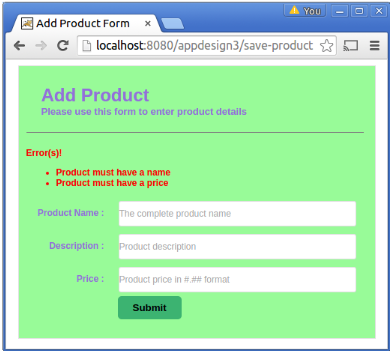 Add Product Form
You
localhost:8080/appdesign3/save-product
Add Product
Please use this form to enter product details
Error(s)!
Product must have a name
Product must have a price
Product Name :
The complete product name
Description :
Product description
Price :
Product price in #.## format
Submit